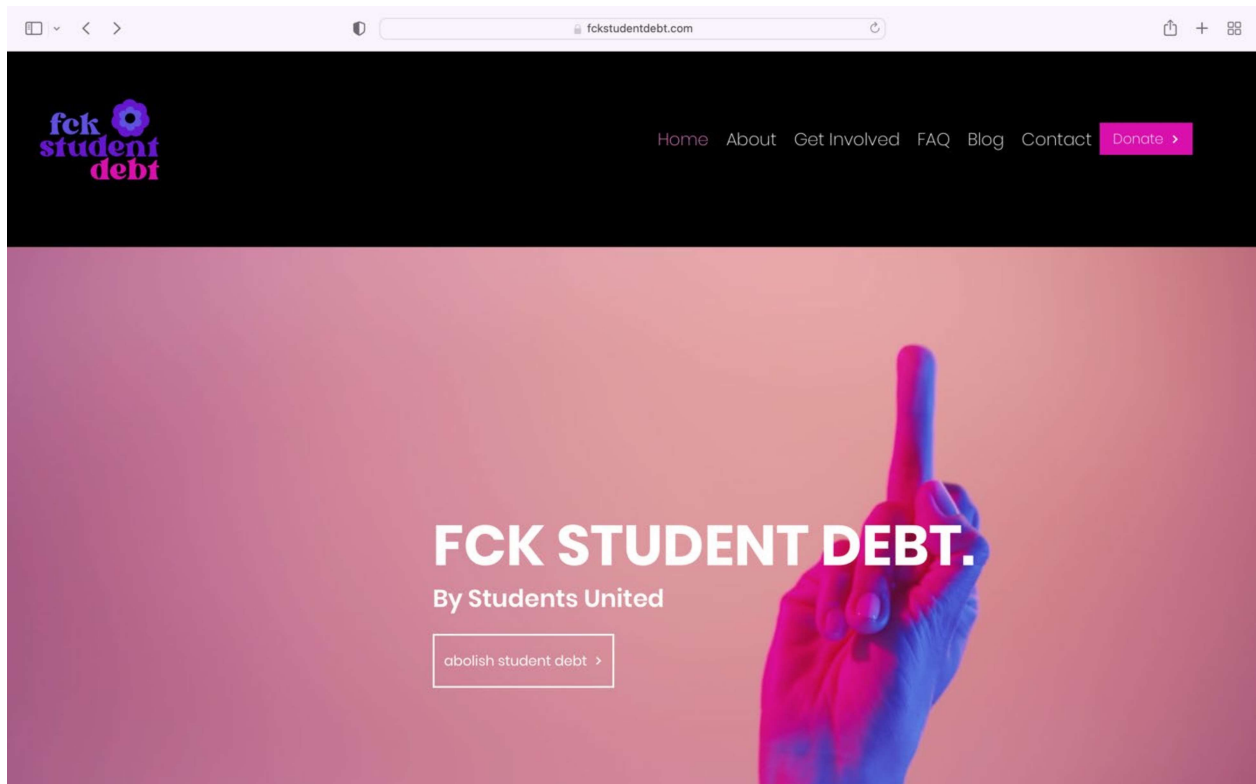 fckstudentdebt.com
fck
student
debt
Home About Get Involved FAQ Blog Contact Donate >
FCK STUDENT DEBT.
By Students United
abolish student debt >